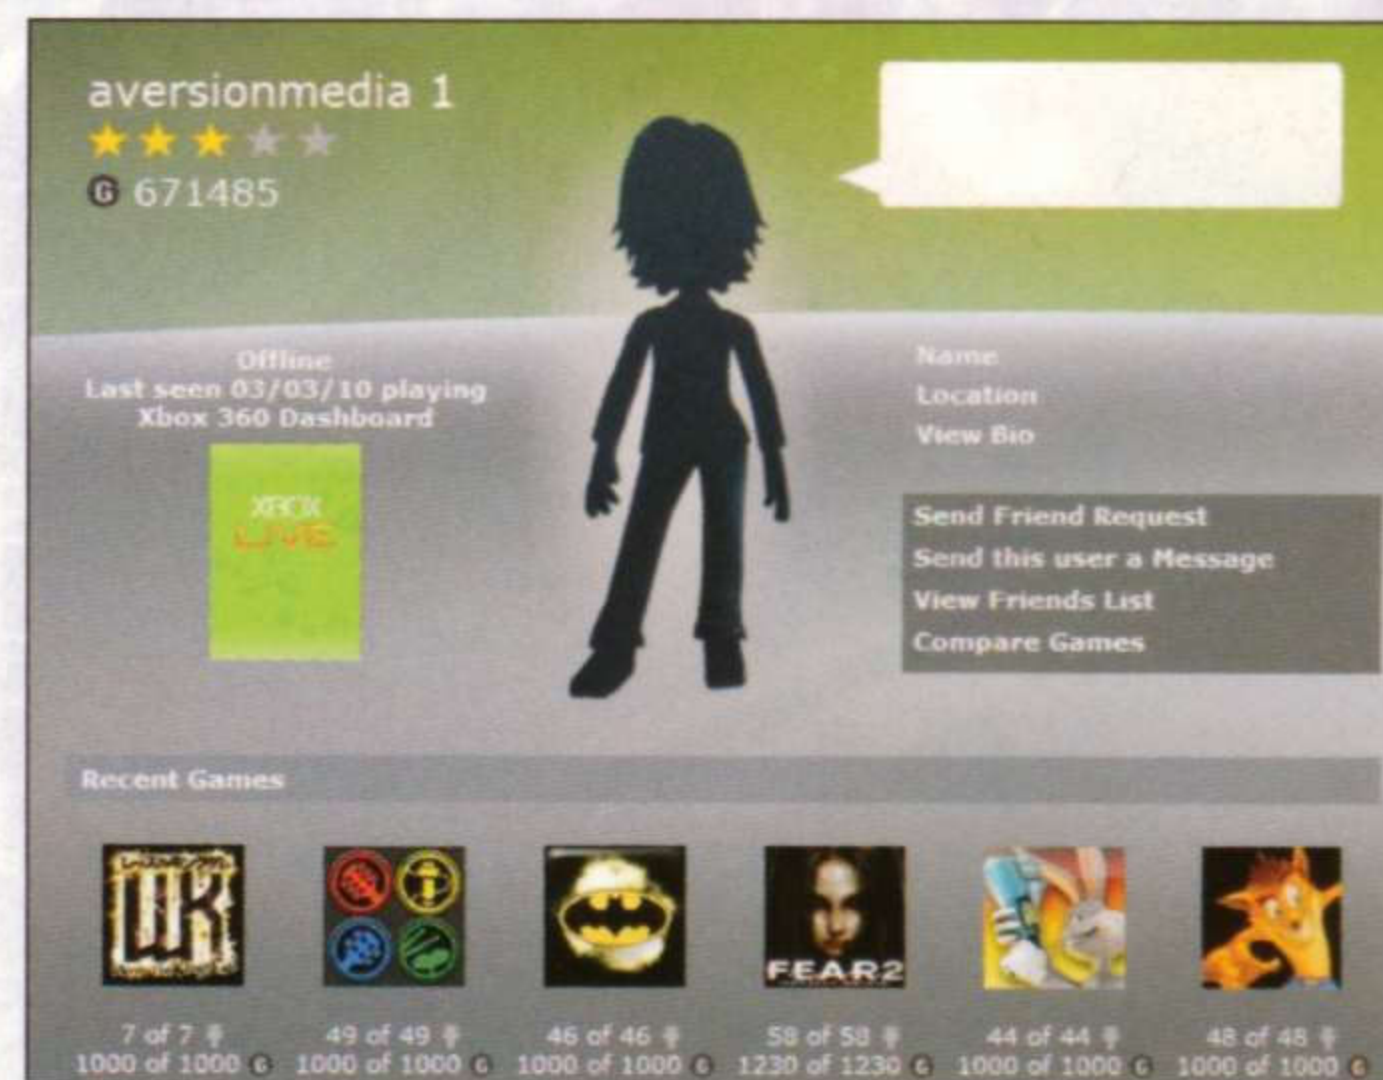 aversionmedia 1
G 671485
Offline
Last seen 03/03/10 playing
Xbox 360 Dashboard
XBOX
LIVE
Name
Location
View Bio
Send Friend Request
Send this user a Message
View Friends List
Compare Games
Recent Games
FEAR2
7 of 7
1000 of 1000 G
49 of 49
1000 of 1000 G
46 of 46
1000 of 1000 G
58 of 58
1230 of 1230 G
44 of 44
1000 of 1000 G
48 of 48
1000 of 1000 G